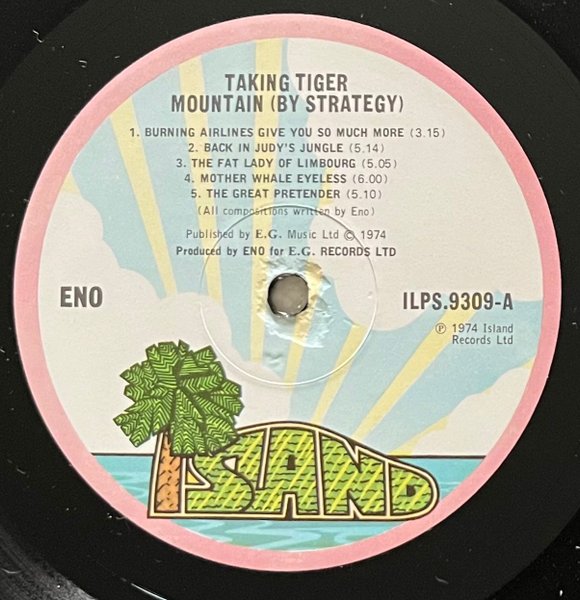 TAKING TIGER
MOUNTAIN (BY STRATEGY)
1. BURNING AIRLINES GIVE YOU SO MUCH MORE (3.15)
2. BACK IN JUDY'S JUNGLE (5.14)
3. THE FAT LADY OF LIMBOURG (5.05)
4. MOTHER WHALE EYELESS (6.00)
5. THE GREAT PRETENDER (5.10)
(All compositions written by Eno)
Published by E.G. Music Ltd © 1974
Produced by ENO for E.G. RECORDS LTD
ENO
ILPS.9309-A
℗ 1974 Island
Records Ltd
ISLAND